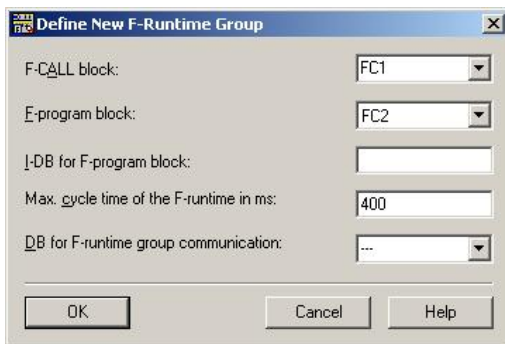 Define New F-Runtime Group
F-CALL block: FC1
F-program block: FC2
I-DB for F-program block:
Max. cycle time of the F-runtime in ms: 400
DB for F-runtime group communication: ---
OK Cancel Help